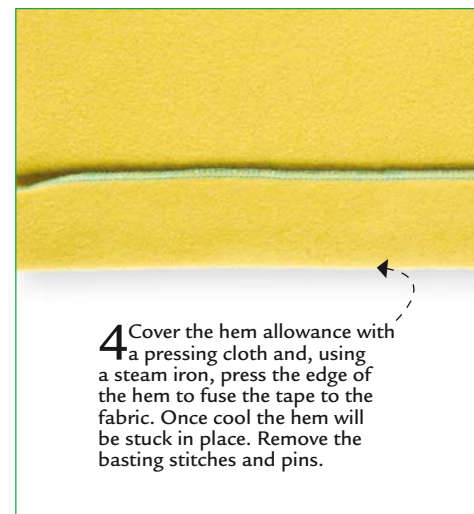 4 Cover the hem allowance with
a pressing cloth and, using
a steam iron, press the edge of
the hem to fuse the tape to the
fabric. Once cool the hem will
be stuck in place. Remove the
basting stitches and pins.